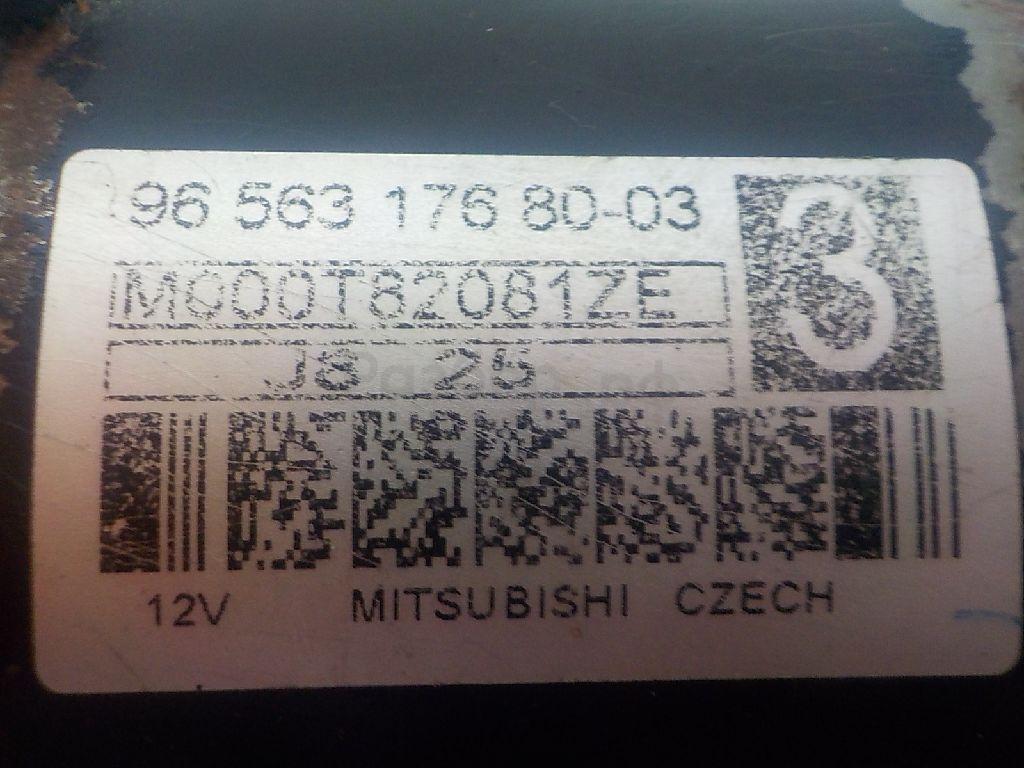 96 563 176 80-03
3
M000T82081ZE
J8 25
12V MITSUBISHI CZECH